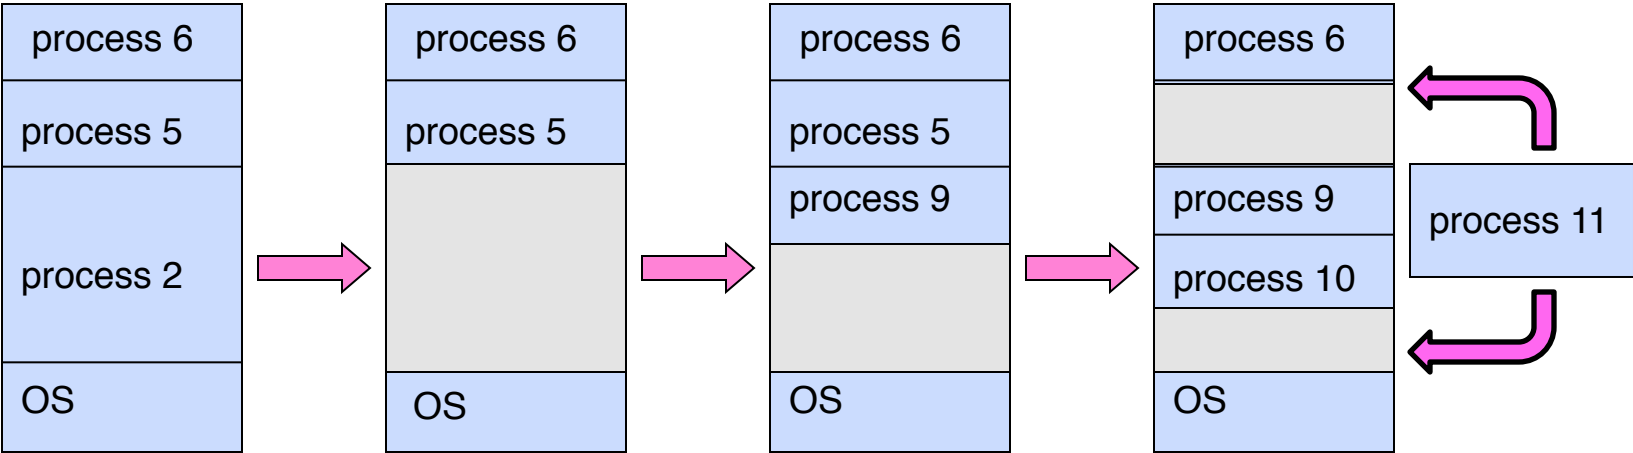 process 6
process 5
process 2
OS
process 6
process 5
OS
process 6
process 5
process 9
OS
process 6
process 9
process 10
OS
process 11